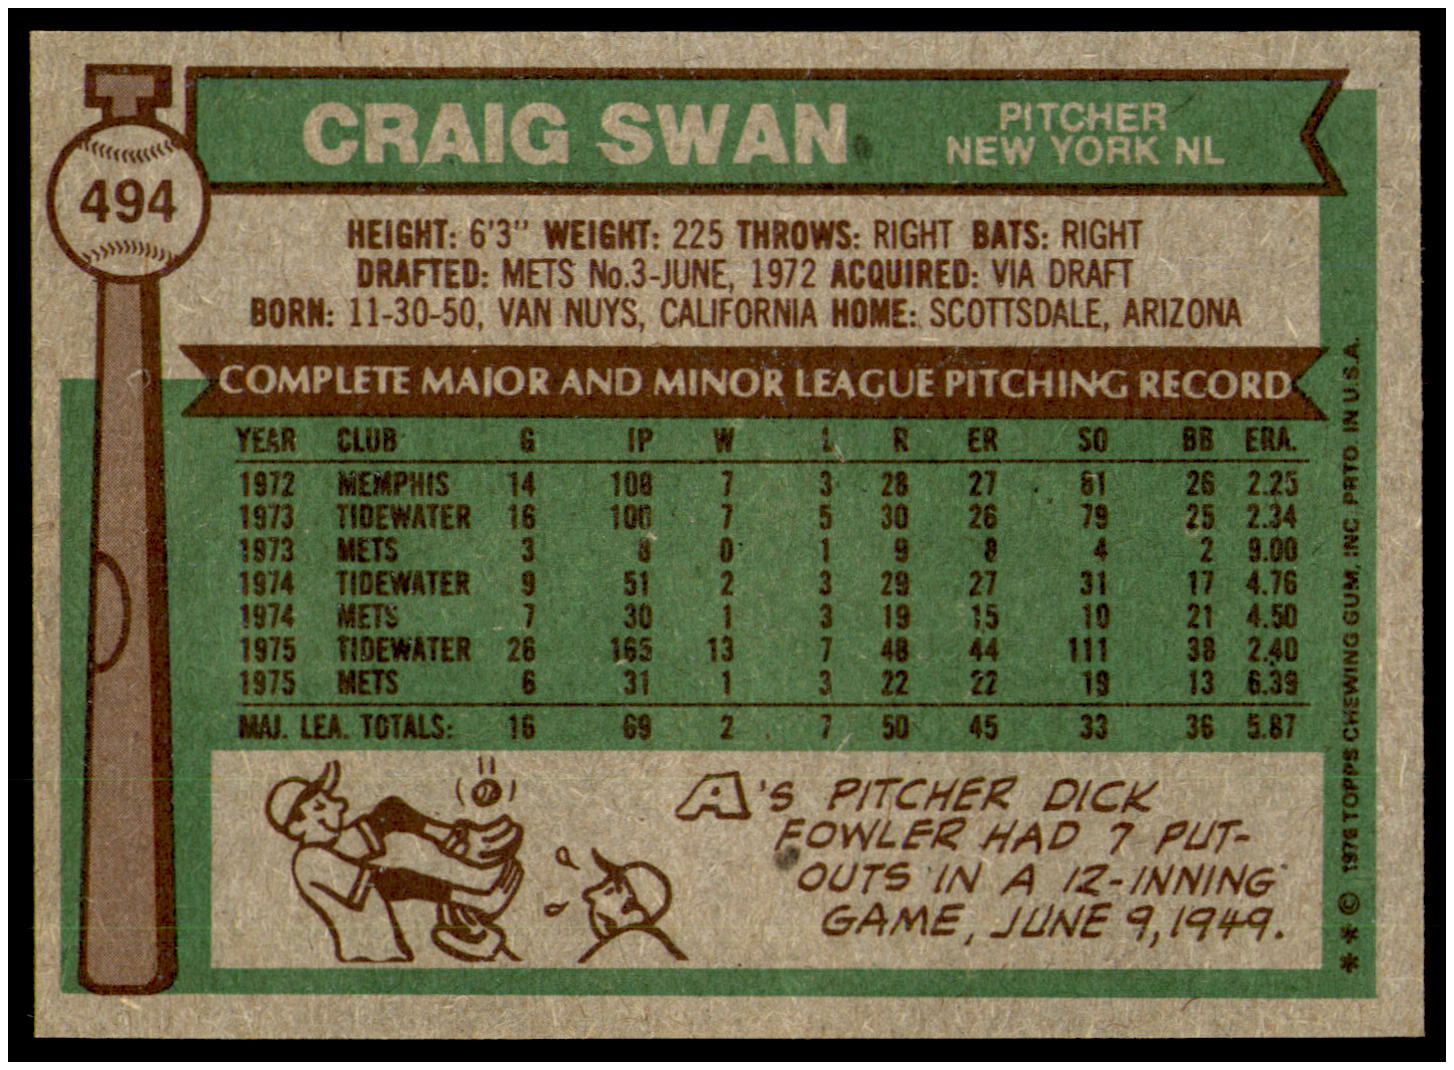 CRAIG SWAN
PITCHER
NEW YORK NL
494
HEIGHT: 6'3" WEIGHT: 225 THROWS: RIGHT BATS: RIGHT
DRAFTED: METS No.3-JUNE, 1972 ACQUIRED: VIA DRAFT
BORN: 11-30-50, VAN NUYS, CALIFORNIA HOME: SCOTTSDALE, ARIZONA
COMPLETE MAJOR AND MINOR LEAGUE PITCHING RECORD
YEAR CLUB G IP W L R ER SO BB ERA.
1972 MEMPHIS 14 108 7 3 28 27 81 26 2.25
1973 TIDEWATER 16 100 7 5 30 26 79 25 2.34
1973 METS 3 8 0 1 9 8 4 2 9.00
1974 TIDEWATER 9 51 2 3 29 27 31 17 4.76
1974 METS 7 30 1 3 19 15 10 21 4.50
1975 TIDEWATER 26 165 13 7 48 44 111 38 2.40
1975 METS 6 31 1 3 22 22 19 13 6.39
MAJ. LEA. TOTALS: 16 69 2 7 50 45 33 36 5.87
A'S PITCHER DICK
FOWLER HAD 7 PUT-
OUTS IN A 12-INNING
GAME, JUNE 9, 1949.
** © 1976 TOPPS CHEWING GUM, INC. PRTD. IN U.S.A.